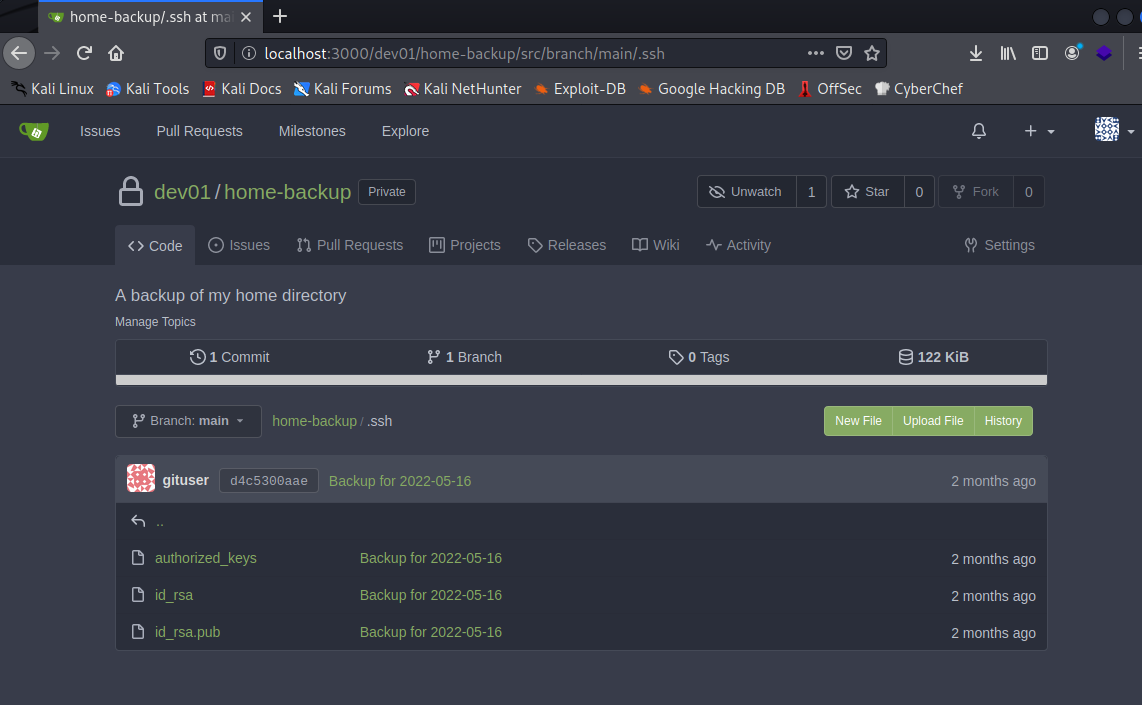 home-backup/.ssh at mai
localhost:3000/dev01/home-backup/src/branch/main/.ssh
Kali Linux Kali Tools Kali Docs Kali Forums Kali NetHunter Exploit-DB Google Hacking DB OffSec CyberChef
Issues Pull Requests Milestones Explore
dev01/home-backup Private Unwatch 1 Star 0 Fork 0
Code Issues Pull Requests Projects Releases Wiki Activity Settings
A backup of my home directory
Manage Topics
1 Commit 1 Branch 0 Tags 122 KiB
Branch: main home-backup / .ssh New File Upload File History
gituser d4c5300aae Backup for 2022-05-16 2 months ago
..
authorized_keys Backup for 2022-05-16 2 months ago
id_rsa Backup for 2022-05-16 2 months ago
id_rsa.pub Backup for 2022-05-16 2 months ago